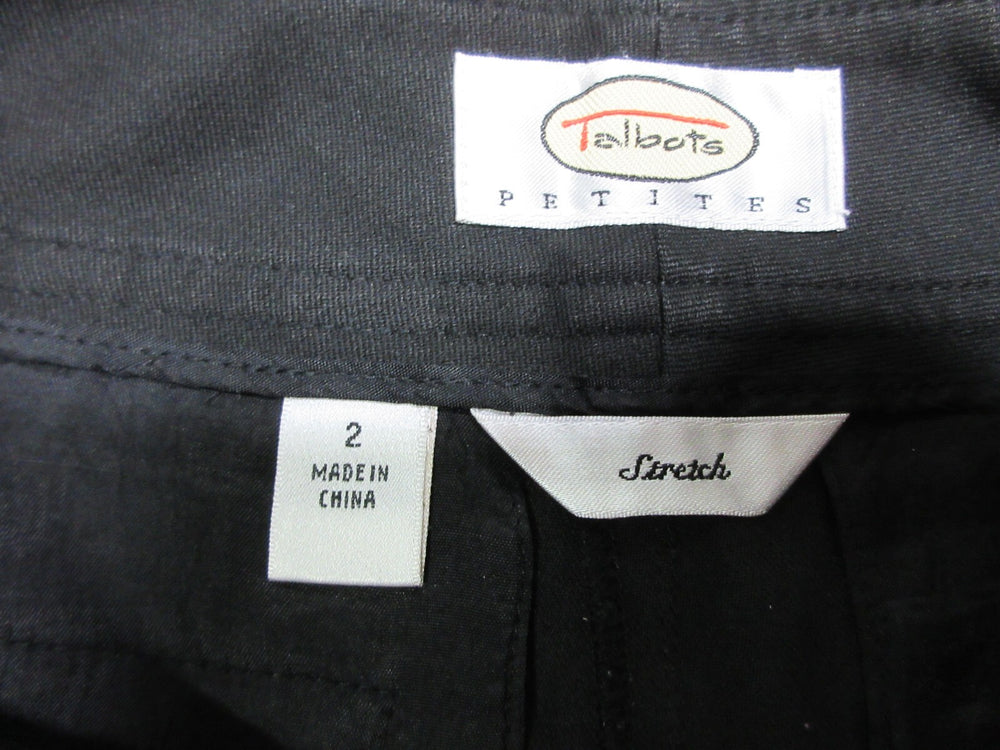 Talbots
PETITES
2
MADE IN
CHINA
Stretch